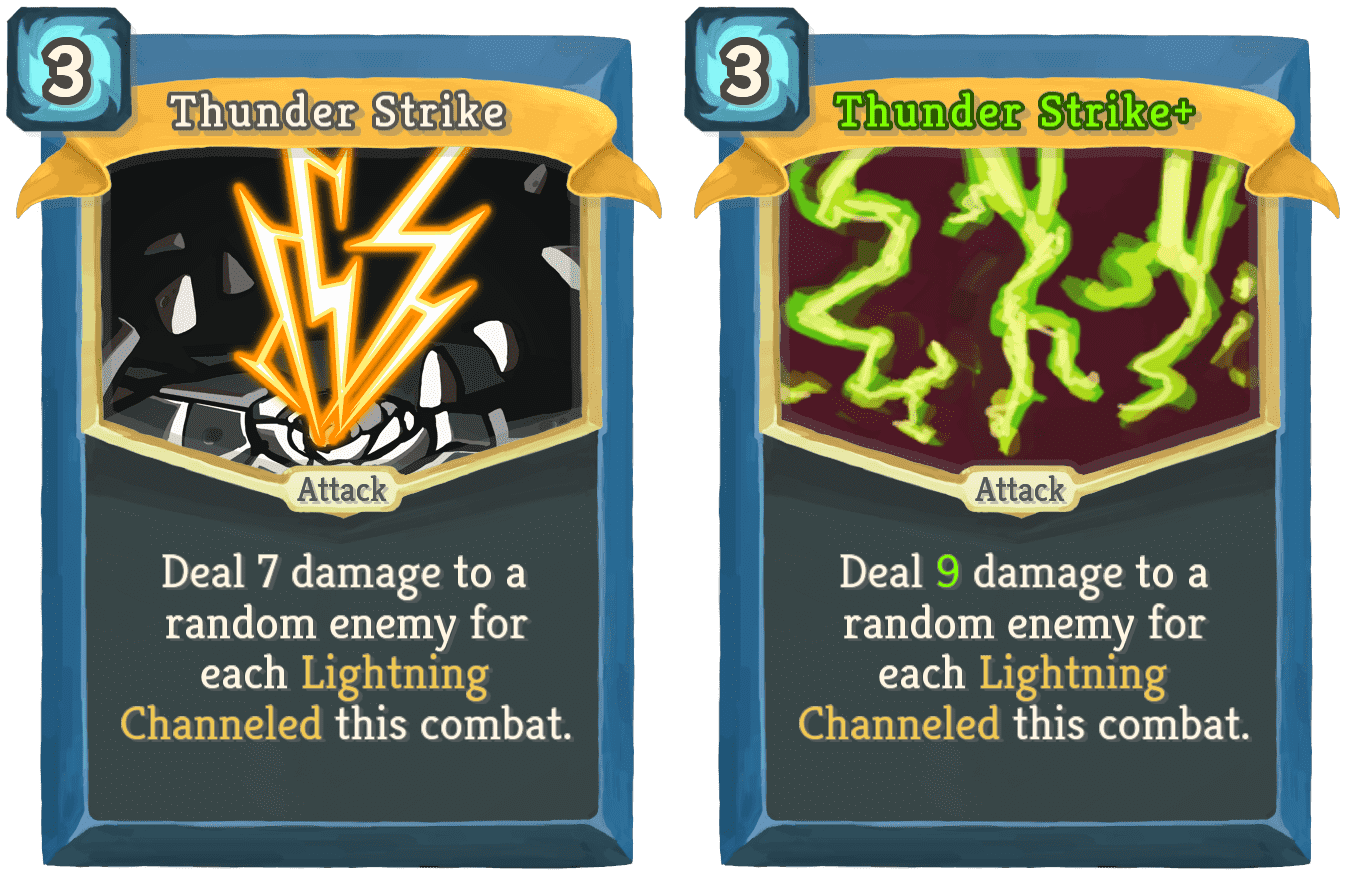 3
Thunder Strike
Attack
Deal 7 damage to a
random enemy for
each Lightning
Channeled this combat.
3
Thunder Strike+
Attack
Deal 9 damage to a
random enemy for
each Lightning
Channeled this combat.